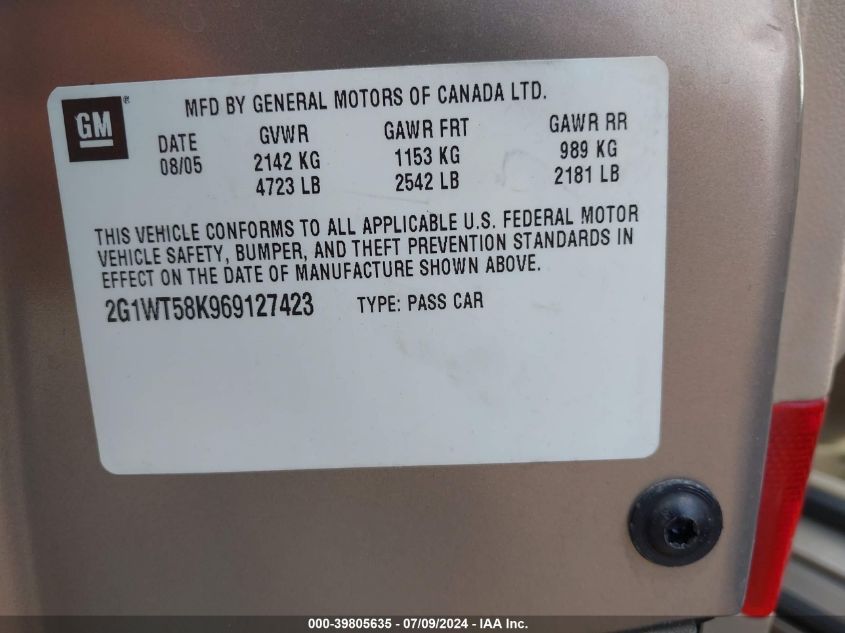 GM®
MFD BY GENERAL MOTORS OF CANADA LTD.
DATE GVWR GAWR FRT GAWR RR
08/05 2142 KG 1153 KG 989 KG
4723 LB 2542 LB 2181 LB
THIS VEHICLE CONFORMS TO ALL APPLICABLE U.S. FEDERAL MOTOR
VEHICLE SAFETY, BUMPER, AND THEFT PREVENTION STANDARDS IN
EFFECT ON THE DATE OF MANUFACTURE SHOWN ABOVE.
2G1WT58K969127423 TYPE: PASS CAR
000-39805635 - 07/09/2024 - IAA Inc.